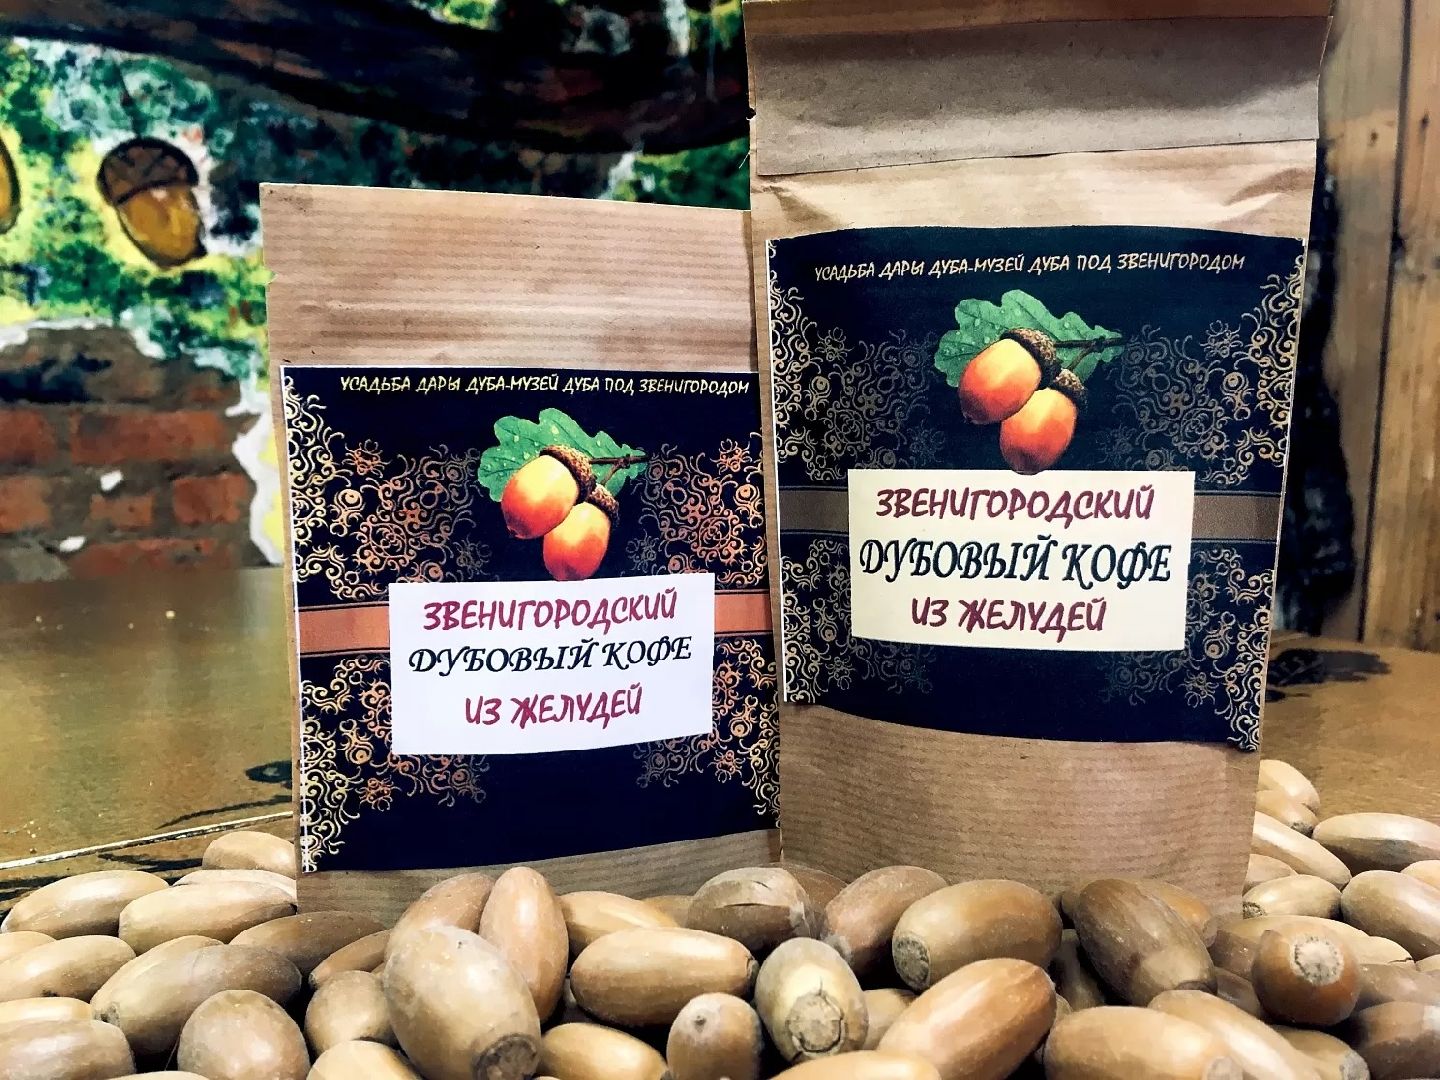 УСАДЬБА ДАРЫ ДУБА-МУЗЕЙ ДУБА ПОД ЗВЕНИГОРОДОМ
ЗВЕНИГОРОДСКИЙ
ДУБОВЫЙ КОФЕ
ИЗ ЖЕЛУДЕЙ
УСАДЬБА ДАРЫ ДУБА-МУЗЕЙ ДУБА ПОД ЗВЕНИГОРОДОМ
ЗВЕНИГОРОДСКИЙ
ДУБОВЫЙ КОФЕ
ИЗ ЖЕЛУДЕЙ